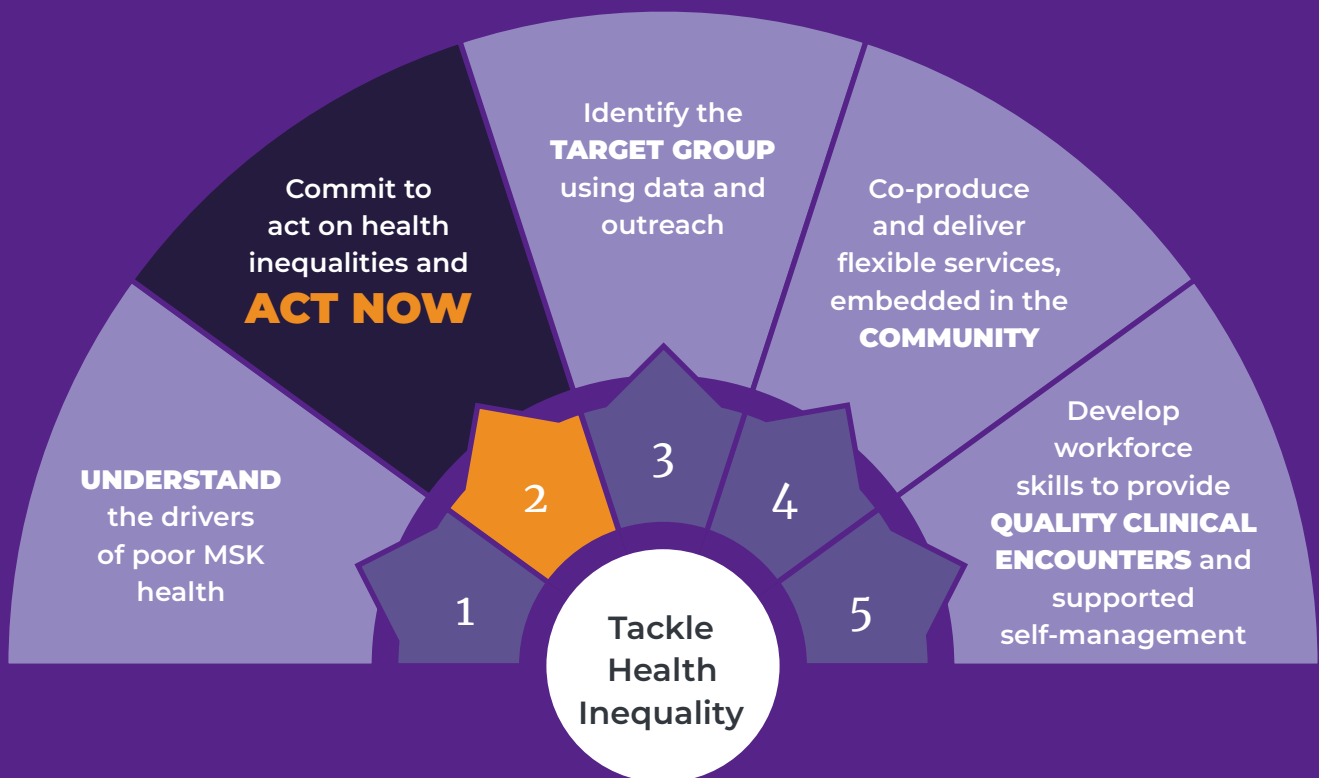 UNDERSTAND
the drivers
of poor MSK
health
1
Commit to
act on health
inequalities and
ACT NOW
2
Identify the
TARGET GROUP
using data and
outreach
3
Co-produce
and deliver
flexible services,
embedded in the
COMMUNITY
4
Develop
workforce
skills to provide
QUALITY CLINICAL
ENCOUNTERS and
supported
self-management
5
Tackle
Health
Inequality